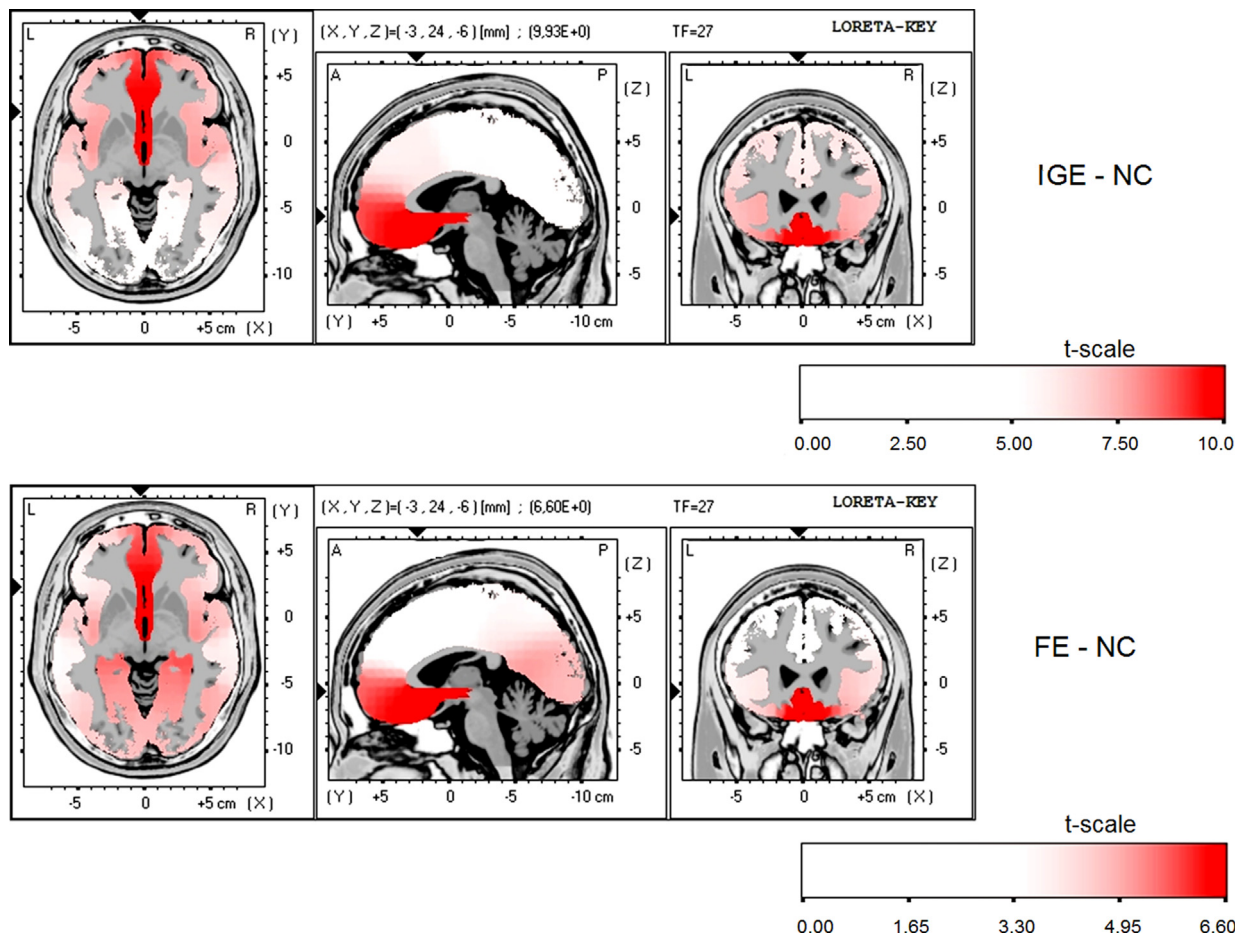 (X,Y,Z)=(-3,24,-6)[mm] ; (9,93E+0) TF=27 LORETA-KEY
L R (Y)
+5
0
-5
-10
-5 0 +5 cm (X)
A P (Z)
+5
0
-5
(Y) +5 0 -5 -10 cm
L R (Z)
+5
0
-5
-5 0 +5 cm (X)
IGE - NC
t-scale
0.00 2.50 5.00 7.50 10.0
(X,Y,Z)=(-3,24,-6)[mm] ; (6,60E+0) TF=27 LORETA-KEY
L R (Y)
+5
0
-5
-10
-5 0 +5 cm (X)
A P (Z)
+5
0
-5
(Y) +5 0 -5 -10 cm
L R (Z)
+5
0
-5
-5 0 +5 cm (X)
FE - NC
t-scale
0.00 1.65 3.30 4.95 6.60